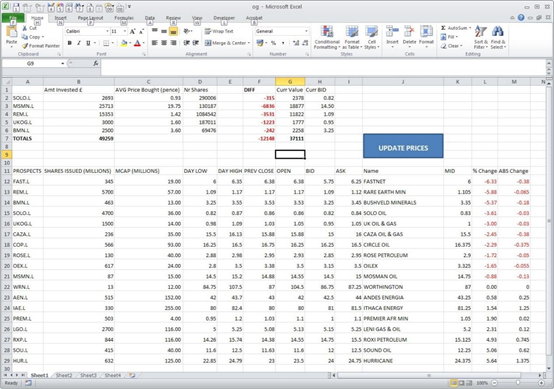 og - Microsoft Excel
File Home Insert Page Layout Formulas Data Review View Developer Acrobat
Cut Copy Format Painter Calibri 11 Wrap Text Merge & Center General Conditional Formatting Format as Table Cell Styles Insert Delete Format AutoSum Fill Clear Sort & Filter Find & Select
Clipboard Font Alignment Number Styles Cells Editing
G9 fx
A B C D E F G H I J K L M N
1 Amt Invested £ AVG Price Bought (pence) Nr Shares DIFF Curr Value Curr BID
2 SOLO.L 2693 0.93 290006 -315 2378 0.82
3 MSMN.L 25713 19.75 130187 -6836 18877 14.50
4 REM.L 15353 1.42 1084542 -3531 11822 1.09
5 UKOG.L 3000 1.60 187011 -1223 1777 0.95
6 BMN.L 2500 3.60 69476 -242 2258 3.25
7 TOTALS 49259 -12148 37111
8 UPDATE PRICES
9
10
11 PROSPECTS SHARES ISSUED (MILLIONS) MCAP (MILLIONS) DAY LOW DAY HIGH PREV CLOSE OPEN BID ASK Name MID % Change ABS Change
12 FAST.L 345 19.00 6 6.35 6.38 6.38 5.75 6.25 FASTNET 6 -6.33 -0.38
13 REM.L 5700 57.00 1.09 1.17 1.17 1.17 1.09 1.12 RARE EARTH MIN 1.105 -5.88 -0.065
14 BMN.L 463 13.00 3.25 3.55 3.53 3.53 3.25 3.45 BUSHVELD MINERALS 3.35 -5.37 -0.18
15 SOLO.L 4700 36.00 0.82 0.87 0.86 0.86 0.82 0.84 SOLO OIL 0.83 -3.61 -0.03
16 UKOG.L 1500 14.00 0.98 1.09 1.03 1.05 0.95 1.05 UK OIL & GAS 1 -3.00 -0.03
17 CAZA.L 236 35.00 15.5 16.13 15.88 15.88 15 16 CAZA OIL & GAS 15.5 -2.45 -0.38
18 COP.L 566 93.00 16.25 16.5 16.75 16.25 16.25 16.5 CIRCLE OIL 16.375 -2.29 -0.375
19 ROSE.L 130 40.00 2.88 2.98 2.95 2.93 2.85 2.95 ROSE PETROLEUM 2.9 -1.72 -0.05
20 OEX.L 617 24.00 2.8 3.5 3.38 3.5 3.15 3.5 OILEX 3.325 -1.65 -0.055
21 MSMN.L 87 15.00 14.5 15.2 14.88 14.55 14.5 15 MOSMAN OIL 14.75 -0.88 -0.13
22 WRN.L 13 12.00 84.75 107.5 87 104.5 86.75 87.25 WORTHINGTON 87 0.00 0
23 AEN.L 515 152.00 42 43.7 43 42 42.5 44 ANDES ENERGIA 43.25 0.58 0.25
24 IAE.L 330 255.00 80 82.4 80 80 81 81.5 ITHACA ENERGY 81.25 1.54 1.25
25 PREM.L 503 4.00 0.95 1.2 1.03 1.1 1 1.1 PREMIER AFR MIN 1.05 1.90 0.02
26 LGO.L 2700 116.00 5 5.25 5.08 5.13 5.15 5.25 LENI GAS & OIL 5.2 2.31 0.12
27 RXP.L 844 116.00 14.26 15.74 14.38 14.55 14.75 15.5 ROXI PETROLEUM 15.125 4.93 0.745
28 SOU.L 415 40.00 11.6 12.5 11.63 11.6 12 12.5 SOUND OIL 12.25 5.06 0.62
29 HUR.L 632 125.00 22.85 24.79 23 23.5 24 24.75 HURRICANE 24.375 5.64 1.375
30
Sheet1 Sheet2 Sheet3 Sheet4
Ready 100%